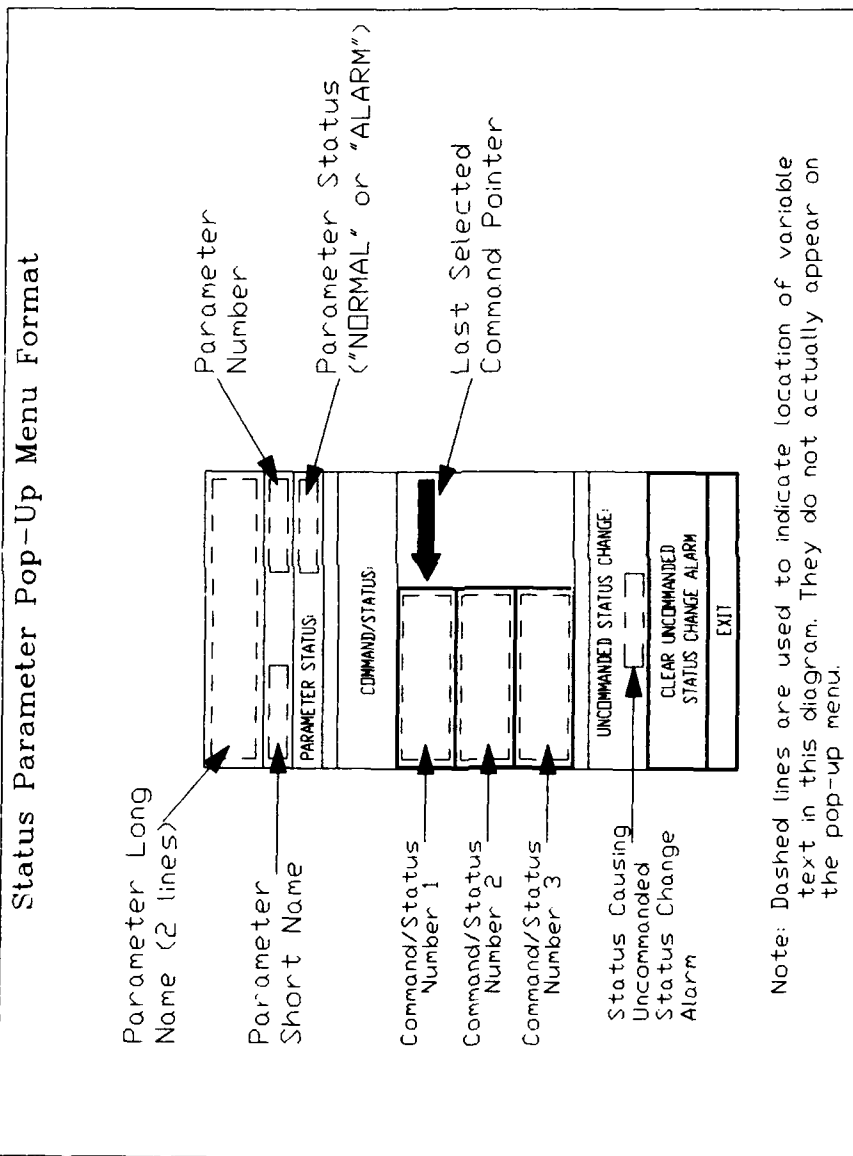 Status Parameter Pop-Up Menu Format
Parameter Long
Name (2 lines)
Parameter
Short Name
Command/Status
Number 1
Command/Status
Number 2
Command/Status
Number 3
Status Causing
Uncommanded
Status Change
Alarm
PARAMETER STATUS:
COMMAND/STATUS:
UNCOMMANDED STATUS CHANGE:
CLEAR UNCOMMANDED
STATUS CHANGE ALARM
EXIT
Parameter
Number
Parameter Status
("NORMAL" or "ALARM")
Last Selected
Command Pointer
Note: Dashed lines are used to indicate location of variable
text in this diagram. They do not actually appear on
the pop-up menu.